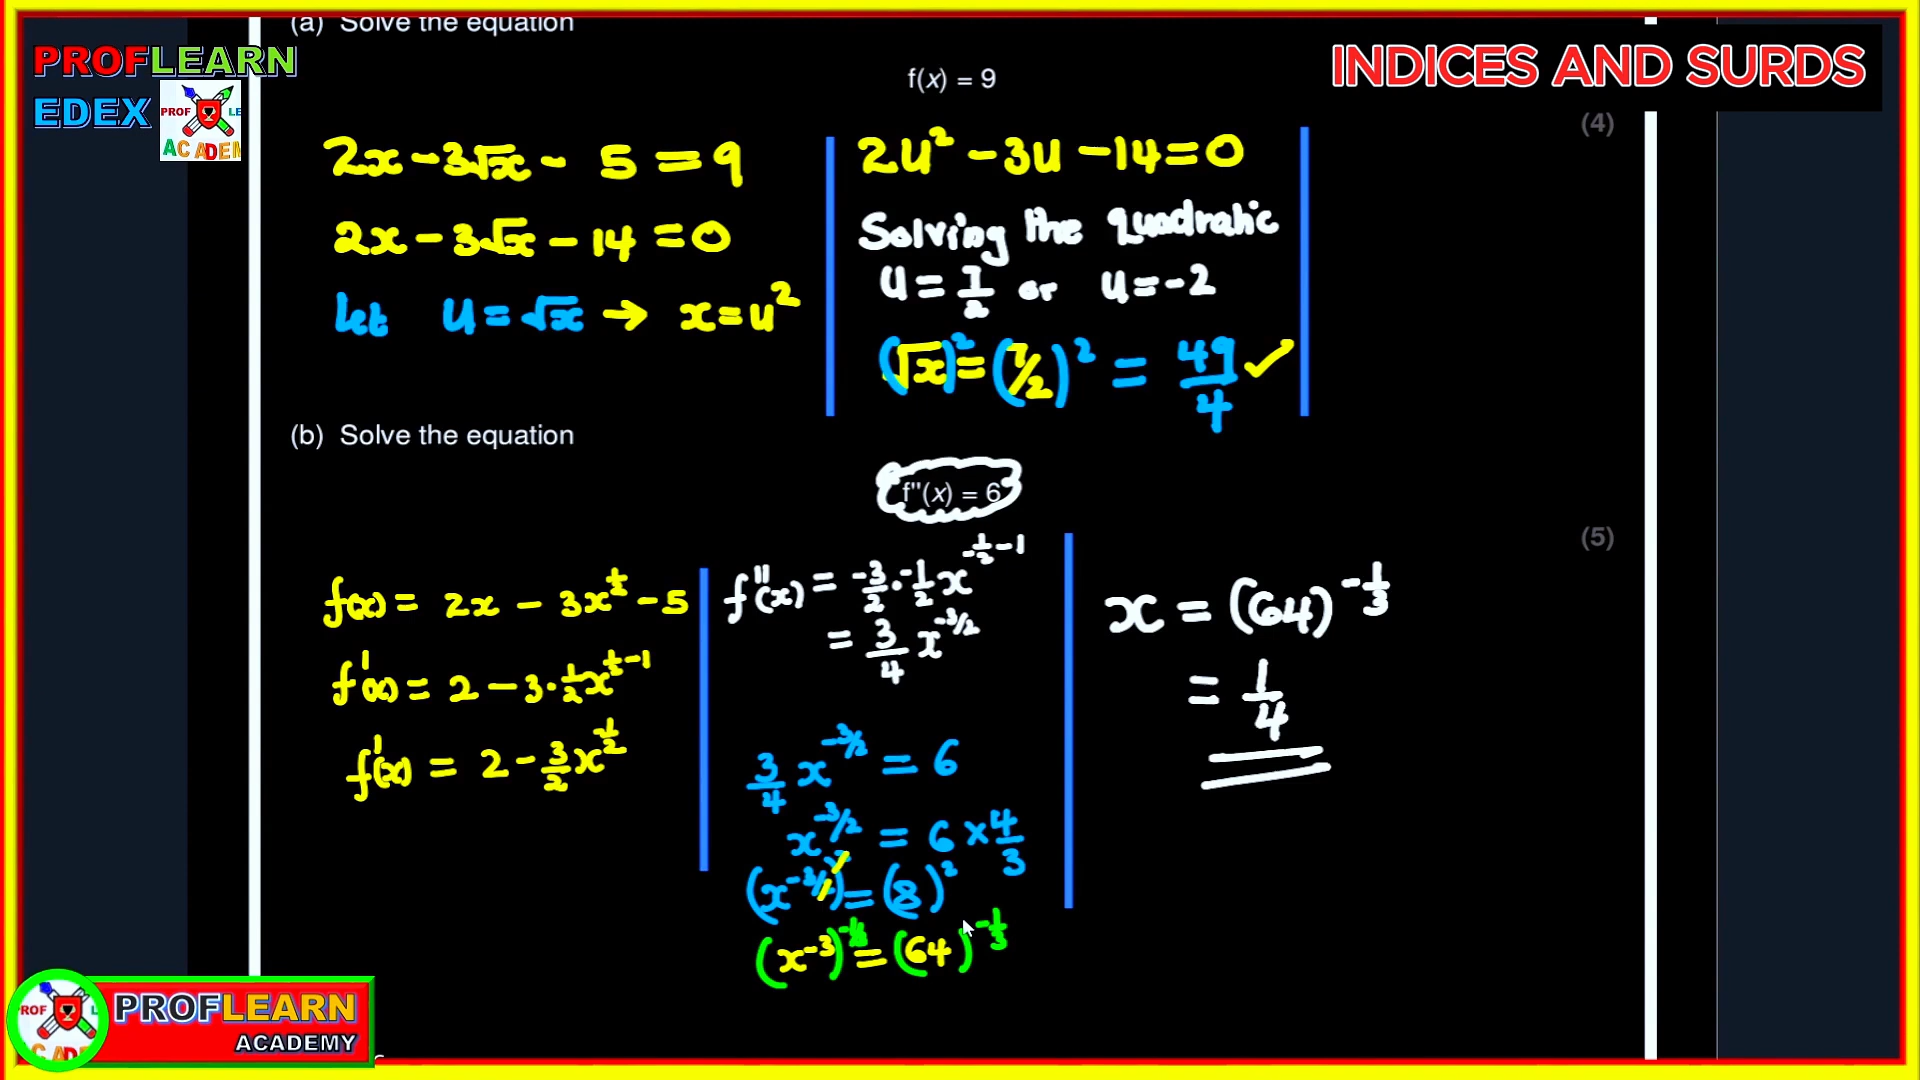 (a) Solve the equation
PROFLEARN
EDEX
PROF LE
ACADEM
INDICES AND SURDS
f(x) = 9
(4)
2x - 3√x - 5 = 9
2x - 3√x - 14 = 0
let u = √x → x = u²
2u² - 3u - 14 = 0
Solving the quadratic
u = 7/2 or u = -2
(√x)² = (7/2)² = 49/4 ✓
(b) Solve the equation
f''(x) = 6
(5)
f(x) = 2x - 3x^½ - 5
f'(x) = 2 - 3·½x^(½-1)
f'(x) = 2 - 3/2 x^-½
f''(x) = -3/2 · -1/2 x^(-½-1)
= 3/4 x^(-3/2)
3/4 x^(-3/2) = 6
x^(-3/2) = 6 × 4/3
(x^(-3/2))² = (8)²
(x^-3)^(-1/3) = (64)^(-1/3)
x = (64)^(-1/3)
= 1/4
PROFLEARN
ACADEMY